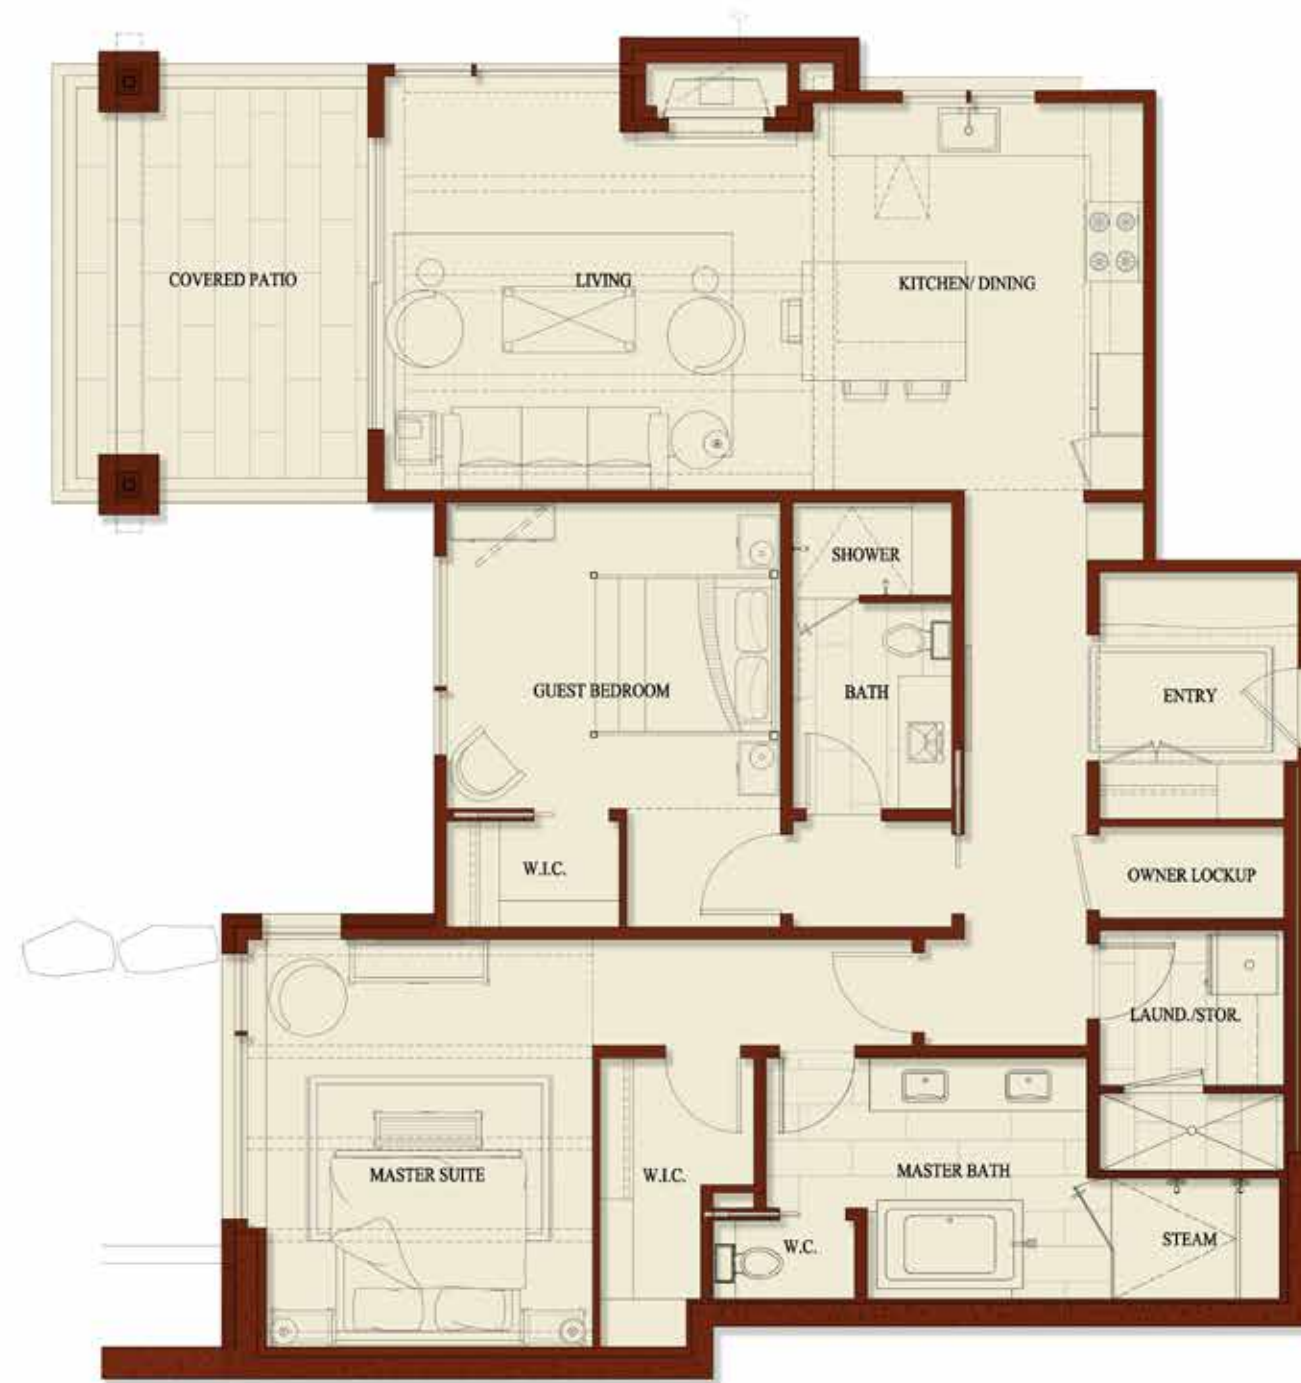 COVERED PATIO
LIVING
KITCHEN/ DINING
SHOWER
GUEST BEDROOM
BATH
ENTRY
W.I.C.
OWNER LOCKUP
LAUND./STOR.
MASTER SUITE
W.I.C.
MASTER BATH
W.C.
STEAM